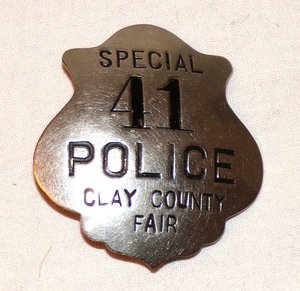 SPECIAL
41
POLICE
CLAY COUNTY
FAIR